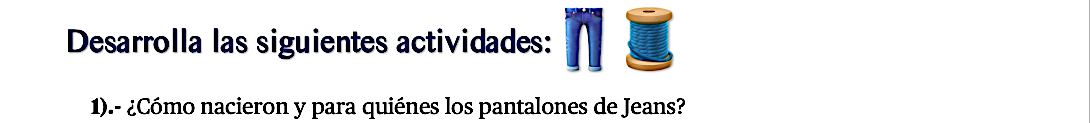 Desarrolla las siguientes actividades:
1).- ¿Cómo nacieron y para quiénes los pantalones de Jeans?